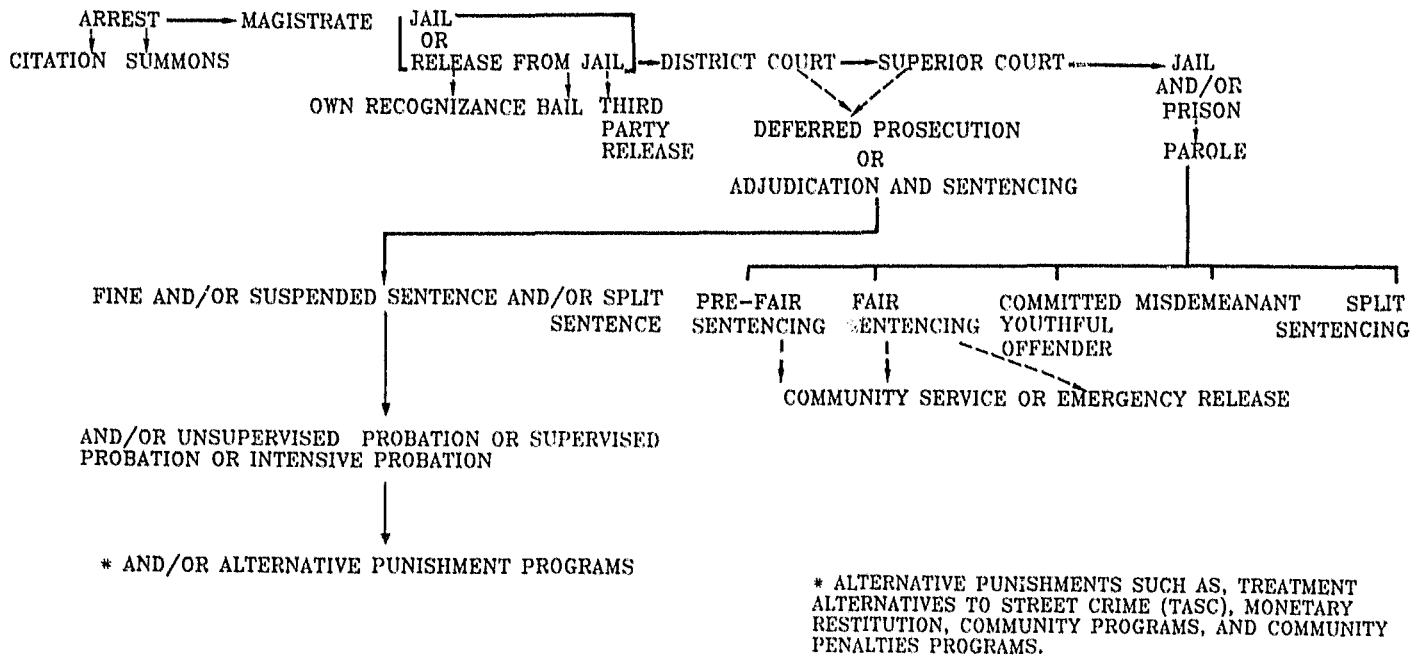 ARREST MAGISTRATE JAIL
OR
CITATION SUMMONS RELEASE FROM JAIL DISTRICT COURT SUPERIOR COURT JAIL
AND/OR
PRISON
OWN RECOGNIZANCE BAIL THIRD
PARTY
RELEASE
DEFERRED PROSECUTION
OR
ADJUDICATION AND SENTENCING
PAROLE
FINE AND/OR SUSPENDED SENTENCE AND/OR SPLIT
SENTENCE
PRE-FAIR
SENTENCING
FAIR
SENTENCING
COMMITTED
YOUTHFUL
OFFENDER
MISDEMEANANT
SPLIT
SENTENCING
COMMUNITY SERVICE OR EMERGENCY RELEASE
AND/OR UNSUPERVISED PROBATION OR SUPERVISED
PROBATION OR INTENSIVE PROBATION
* AND/OR ALTERNATIVE PUNISHMENT PROGRAMS
* ALTERNATIVE PUNISHMENTS SUCH AS, TREATMENT
ALTERNATIVES TO STREET CRIME (TASC), MONETARY
RESTITUTION, COMMUNITY PROGRAMS, AND COMMUNITY
PENALTIES PROGRAMS.